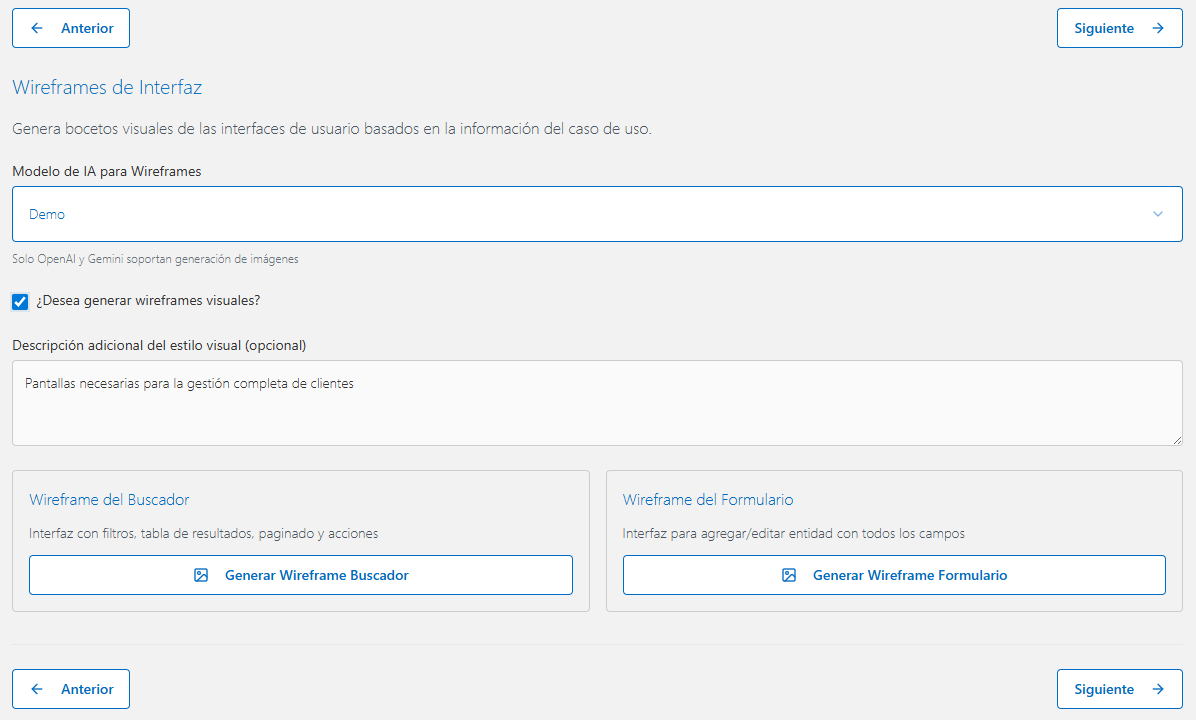 Anterior
Siguiente
Wireframes de Interfaz
Genera bocetos visuales de las interfaces de usuario basados en la información del caso de uso.
Modelo de IA para Wireframes
Demo
Solo OpenAI y Gemini soportan generación de imágenes
¿Desea generar wireframes visuales?
Descripción adicional del estilo visual (opcional)
Pantallas necesarias para la gestión completa de clientes
Wireframe del Buscador
Interfaz con filtros, tabla de resultados, paginado y acciones
Generar Wireframe Buscador
Wireframe del Formulario
Interfaz para agregar/editar entidad con todos los campos
Generar Wireframe Formulario
Anterior
Siguiente